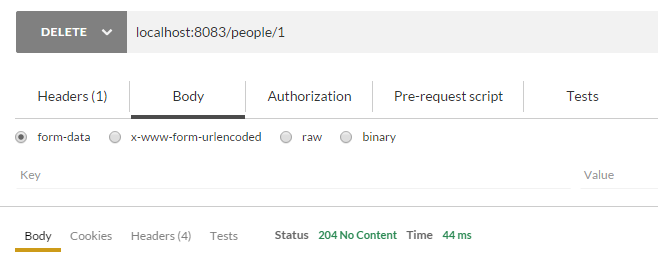 DELETE localhost:8083/people/1
Headers (1) Body Authorization Pre-request script Tests
form-data x-www-form-urlencoded raw binary
Key Value
Body Cookies Headers (4) Tests Status 204 No Content Time 44 ms